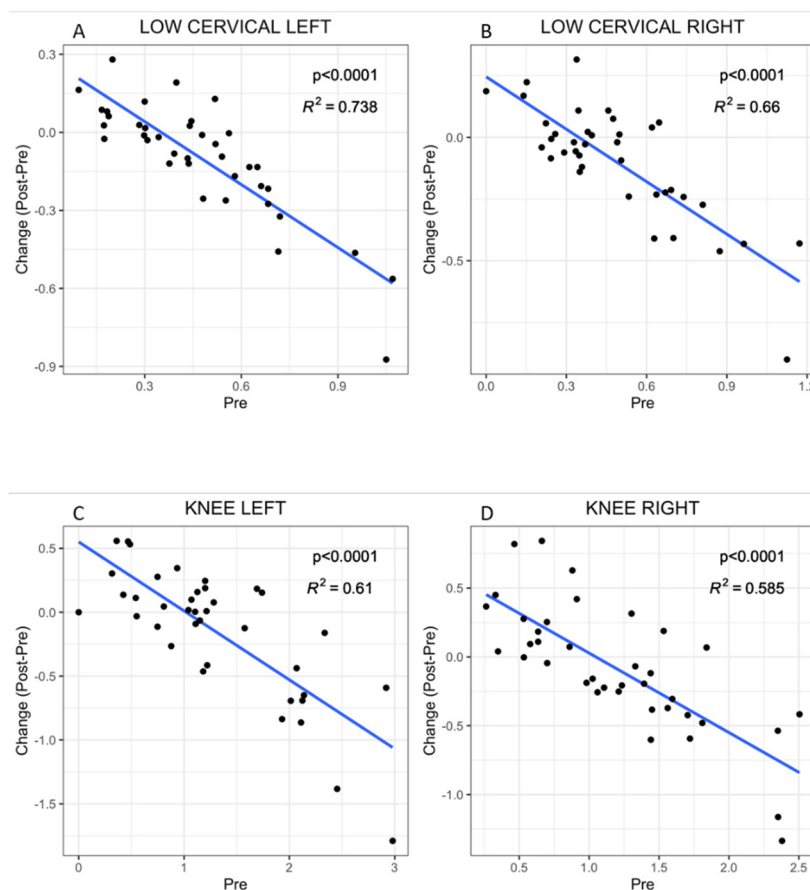 A LOW CERVICAL LEFT
p<0.0001
R² = 0.738
Change (Post-Pre)
0.3
0.0
-0.3
-0.6
-0.9
0.3 0.6 0.9
Pre
B LOW CERVICAL RIGHT
p<0.0001
R² = 0.66
Change (Post-Pre)
0.0
-0.5
0.0 0.3 0.6 0.9 1.2
Pre
C KNEE LEFT
p<0.0001
R² = 0.61
Change (Post-Pre)
0.5
0.0
-0.5
-1.0
-1.5
0 1 2 3
Pre
D KNEE RIGHT
p<0.0001
R² = 0.585
Change (Post-Pre)
0.5
0.0
-0.5
-1.0
0.5 1.0 1.5 2.0 2.5
Pre